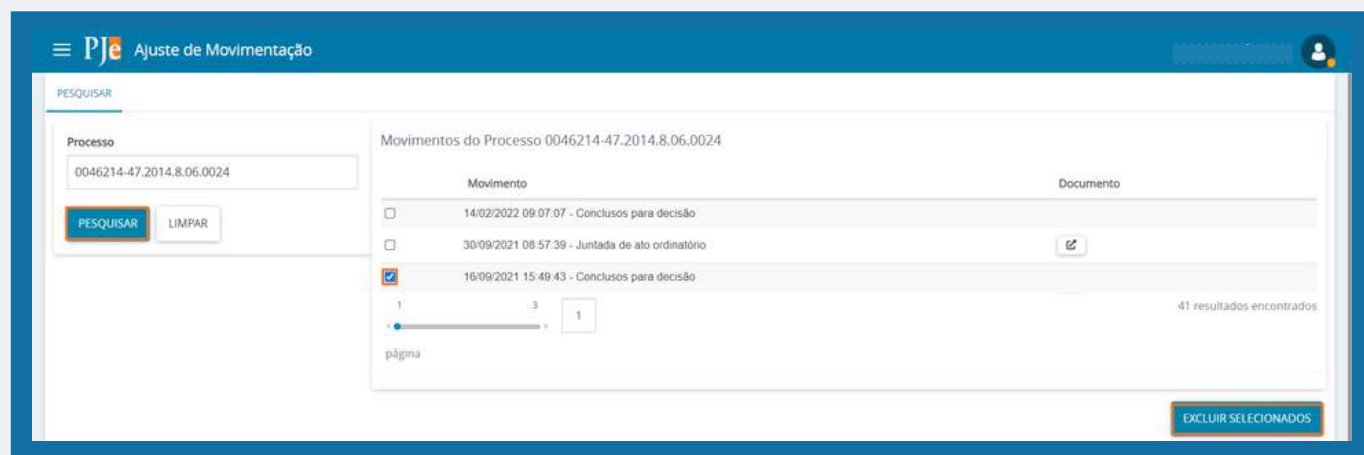 PJe Ajuste de Movimentação
PESQUISAR
Processo
0046214-47.2014.8.06.0024
PESQUISAR LIMPAR
Movimentos do Processo 0046214-47.2014.8.06.0024
Movimento Documento
14/02/2022 09:07:07 - Conclusos para decisão
30/09/2021 08:57:39 - Juntada de ato ordinatório
16/09/2021 15:49:43 - Conclusos para decisão
1 3 1
41 resultados encontrados
página
EXCLUIR SELECIONADOS